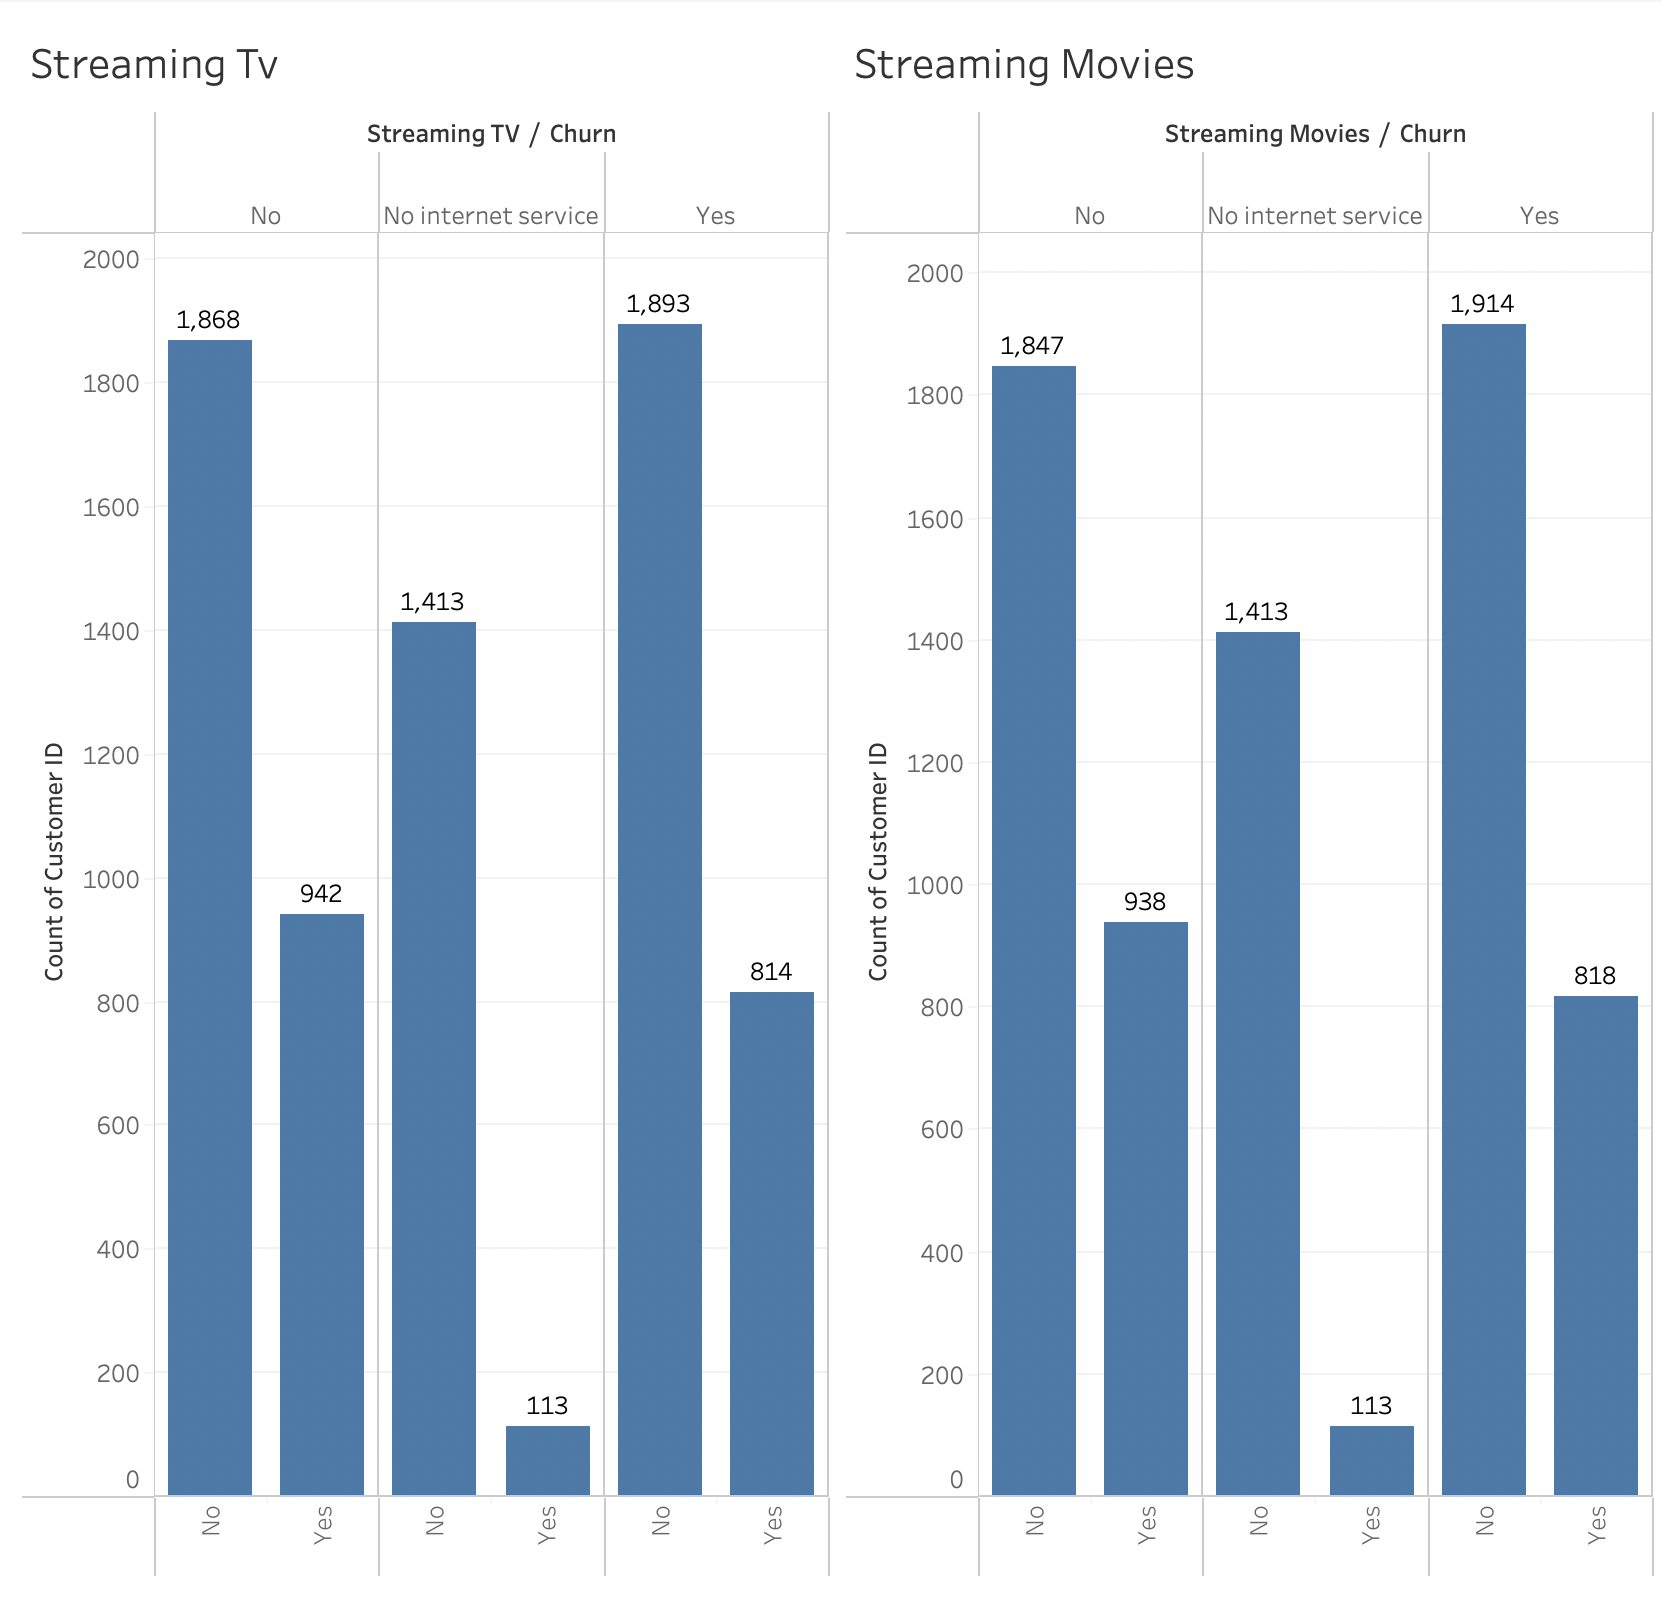 Streaming Tv
Streaming TV / Churn
No
No internet service
Yes
Count of Customer ID
2000
1800
1600
1400
1200
1000
800
600
400
200
0
1,868
942
1,413
113
1,893
814
No
Yes
No
Yes
No
Yes
Streaming Movies
Streaming Movies / Churn
No
No internet service
Yes
Count of Customer ID
2000
1800
1600
1400
1200
1000
800
600
400
200
0
1,847
938
1,413
113
1,914
818
No
Yes
No
Yes
No
Yes